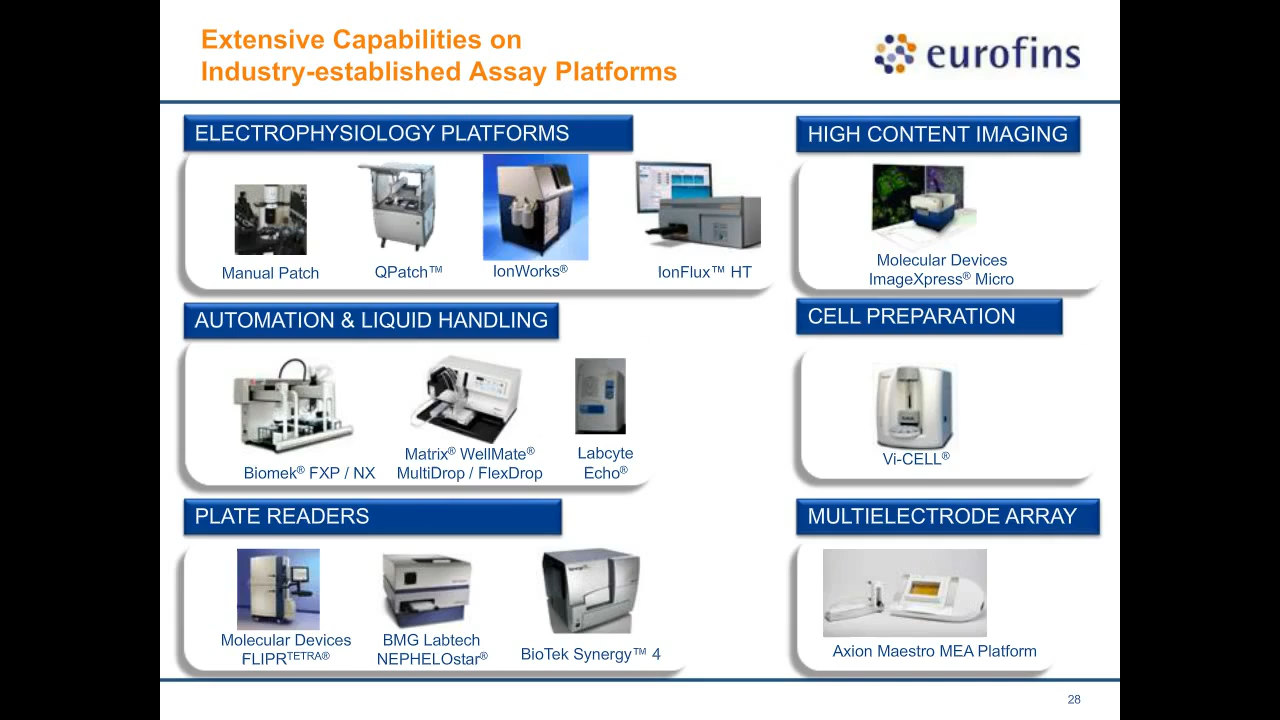 Extensive Capabilities on
Industry-established Assay Platforms
eurofins
ELECTROPHYSIOLOGY PLATFORMS
Manual Patch
QPatch™
IonWorks®
IonFlux™ HT
HIGH CONTENT IMAGING
Molecular Devices
ImageXpress® Micro
AUTOMATION & LIQUID HANDLING
Biomek® FXP / NX
Matrix® WellMate®
MultiDrop / FlexDrop
Labcyte
Echo®
CELL PREPARATION
Vi-CELL®
PLATE READERS
Molecular Devices
FLIPRTETRA®
BMG Labtech
NEPHELOstar®
BioTek Synergy™ 4
MULTIELECTRODE ARRAY
Axion Maestro MEA Platform
28